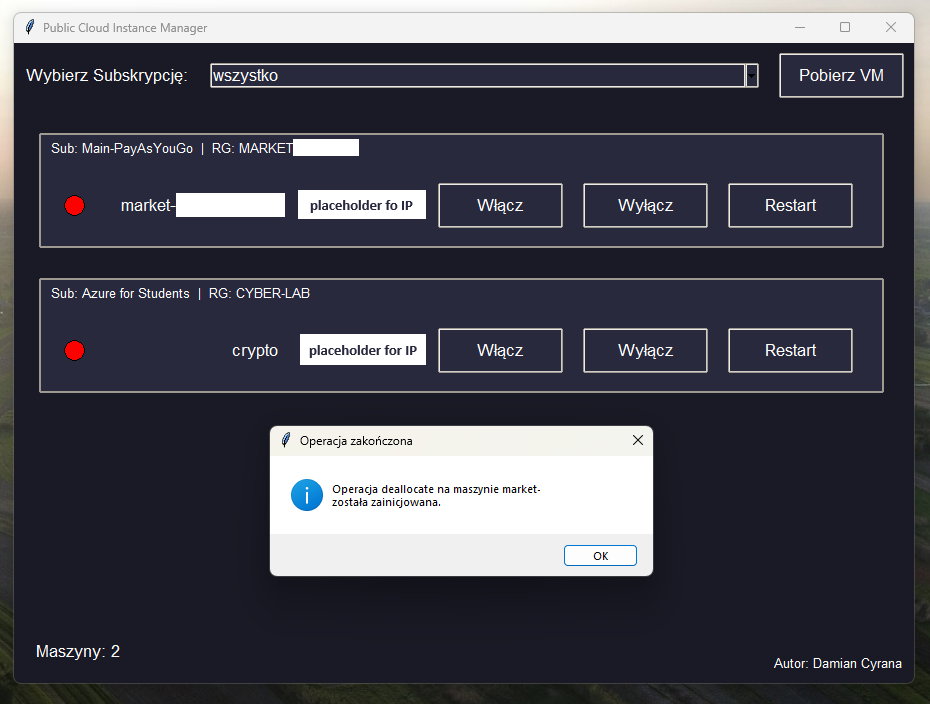 Public Cloud Instance Manager
Wybierz Subskrypcję:
wszystko
Pobierz VM
Sub: Main-PayAsYouGo | RG: MARKET
market-
placeholder fo IP
Włącz
Wyłącz
Restart
Sub: Azure for Students | RG: CYBER-LAB
crypto
placeholder for IP
Włącz
Wyłącz
Restart
Operacja zakończona
Operacja deallocate na maszynie market-
została zainicjowana.
OK
Maszyny: 2
Autor: Damian Cyrana